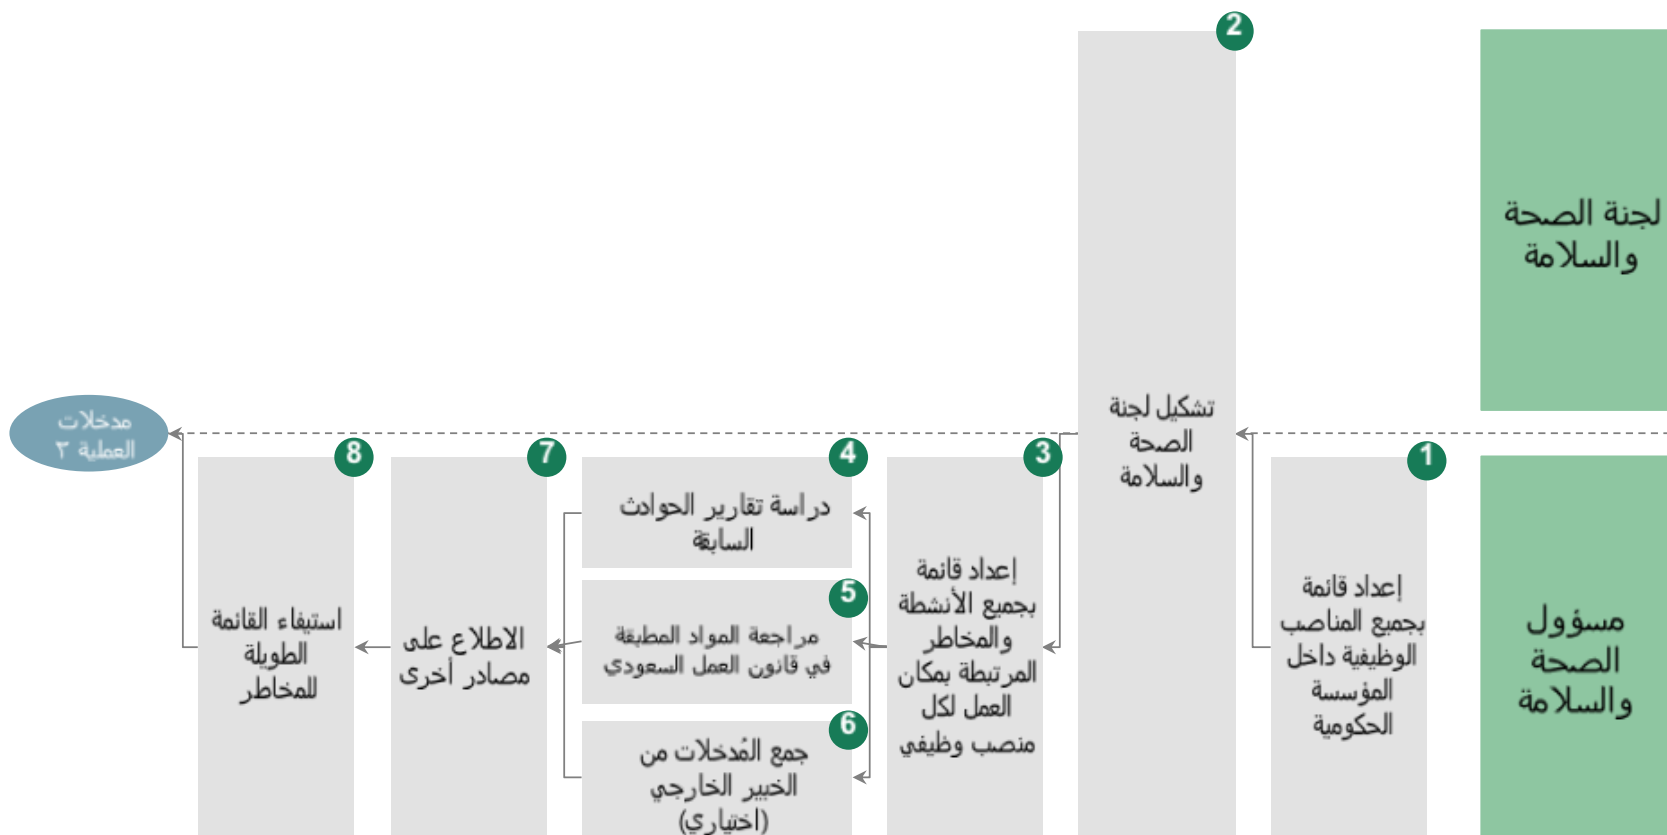 لجنة الصحة
والسلامة
مسؤول
الصحة
والسلامة
1
إعداد قائمة
بجميع المناصب
الوظيفية داخل
المؤسسة
الحكومية
2
تشكيل لجنة
الصحة
والسلامة
3
إعداد قائمة
بجميع الأنشطة
والمخاطر
المرتبطة بمكان
العمل لكل
منصب وظيفي
4
دراسة تقارير الحوادث
السابقة
5
مراجعة المواد المطبقة
في قانون العمل السعودي
6
جمع المُدخلات من
الخبير الخارجي
(اختياري)
7
الاطلاع على
مصادر أخرى
8
استيفاء القائمة
الطويلة
للمخاطر
مدخلات
العملية ٢